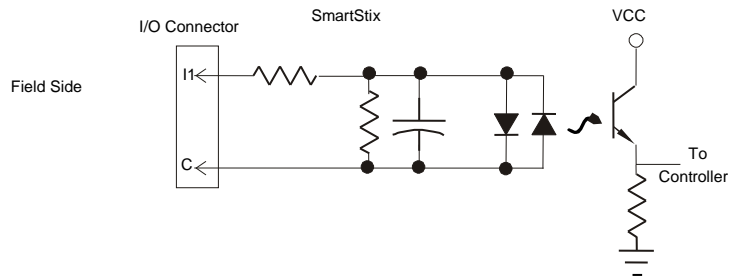 SmartStix
VCC
I/O Connector
I1
Field Side
C
To
Controller